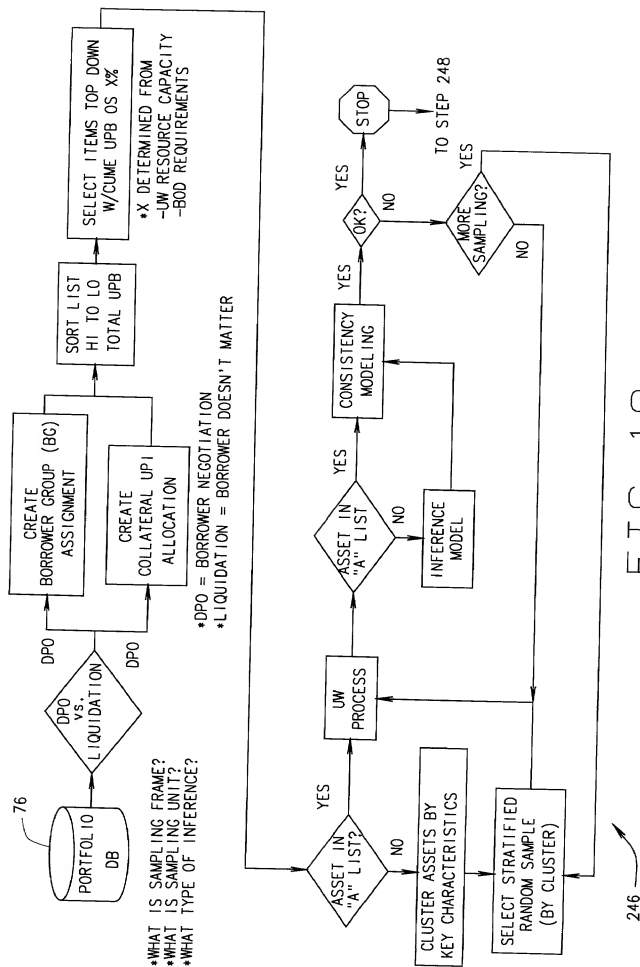 76
PORTFOLIO
DB
*WHAT IS SAMPLING FRAME?
*WHAT IS SAMPLING UNIT?
*WHAT TYPE OF INFERENCE?
DPO
vs.
LIQUIDATION
DPO
DPO
CREATE
BORROWER GROUP (BG)
ASSIGNMENT
CREATE
COLLATERAL UPI
ALLOCATION
*DPO = BORROWER NEGOTIATION
*LIQUIDATION = BORROWER DOESN'T MATTER
SORT LIST
HI TO LO
TOTAL UPB
SELECT ITEMS TOP DOWN
W/CUME UPB OS X%
*X DETERMINED FROM
-UW RESOURCE CAPACITY
-BOD REQUIREMENTS
ASSET IN
"A" LIST?
YES
NO
CLUSTER ASSETS BY
KEY CHARACTERISTICS
SELECT STRATIFIED
RANDOM SAMPLE
(BY CLUSTER)
UW
PROCESS
ASSET IN
"A" LIST
YES
NO
INFERENCE
MODEL
CONSISTENCY
MODELING
YES
OK?
YES
NO
STOP
TO STEP 248
MORE
SAMPLING?
YES
NO
246